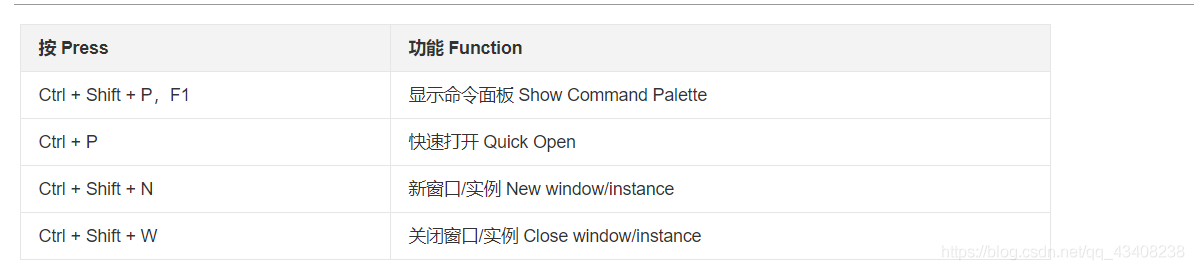 按 Press 功能 Function
Ctrl + Shift + P，F1 显示命令面板 Show Command Palette
Ctrl + P 快速打开 Quick Open
Ctrl + Shift + N 新窗口/实例 New window/instance
Ctrl + Shift + W 关闭窗口/实例 Close window/instance
https://blog.csdn.net/qq_43408238